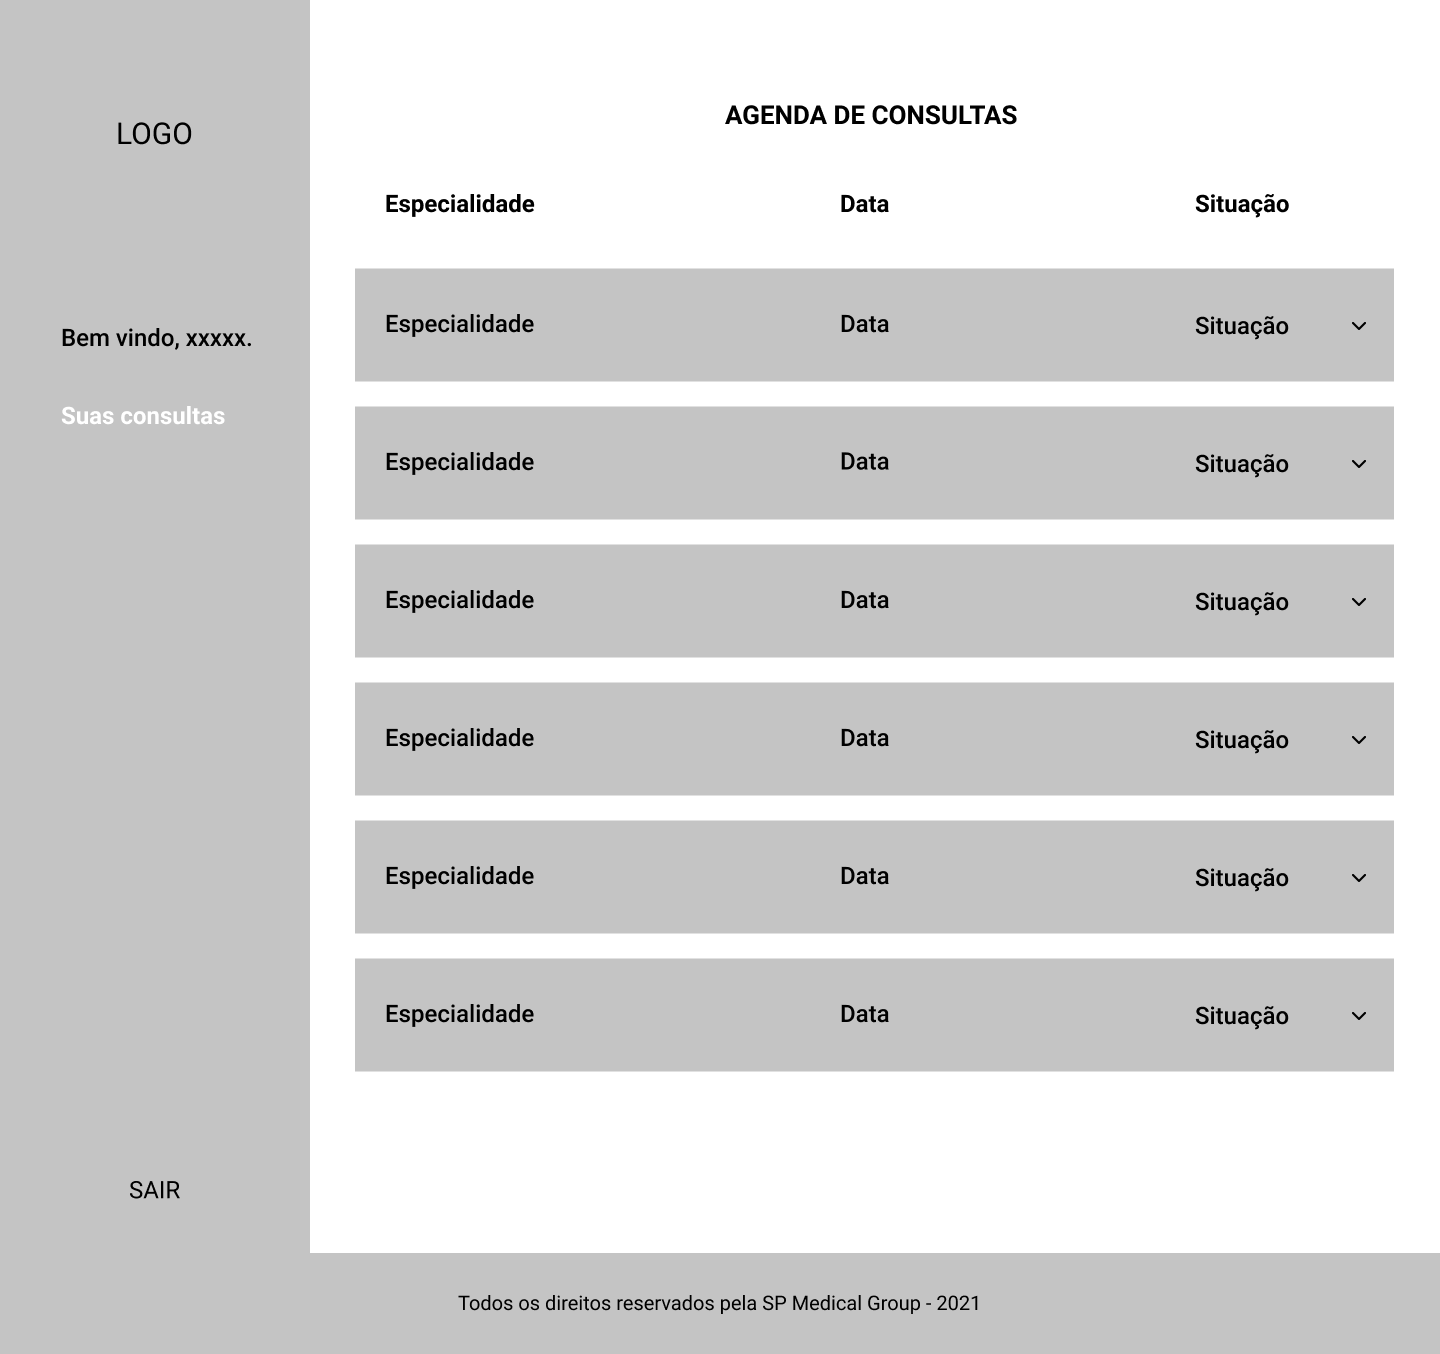 LOGO
Bem vindo, xxxxx.
Suas consultas
SAIR
AGENDA DE CONSULTAS
Especialidade Data Situação
Especialidade Data Situação
Especialidade Data Situação
Especialidade Data Situação
Especialidade Data Situação
Especialidade Data Situação
Especialidade Data Situação
Todos os direitos reservados pela SP Medical Group - 2021